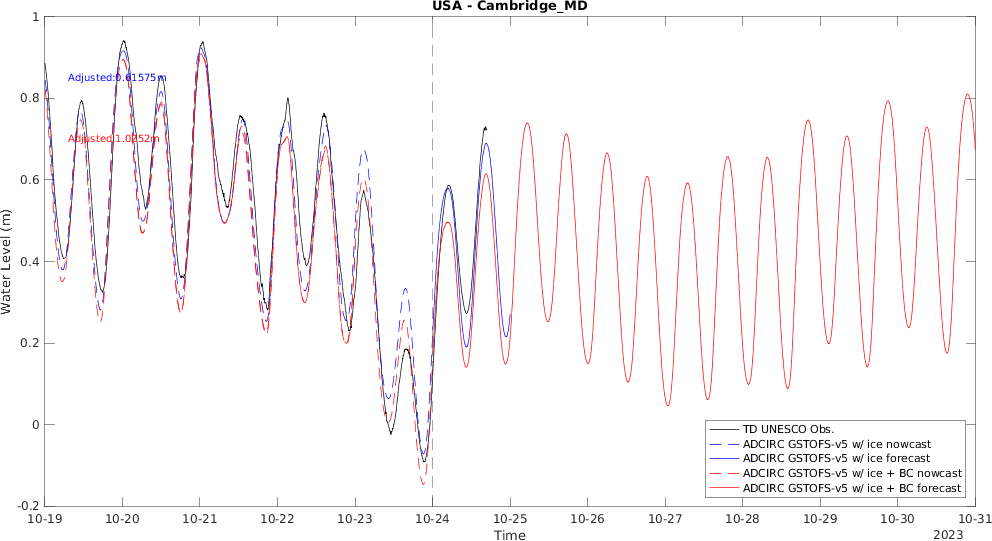 USA - Cambridge_MD
1
0.8
0.6
0.4
0.2
0
-0.2
Water Level (m)
Adjusted:0.61575m
Adjusted:1.0252m
TD UNESCO Obs.
ADCIRC GSTOFS-v5 w/ ice nowcast
ADCIRC GSTOFS-v5 w/ ice forecast
ADCIRC GSTOFS-v5 w/ ice + BC nowcast
ADCIRC GSTOFS-v5 w/ ice + BC forecast
10-19 10-20 10-21 10-22 10-23 10-24 10-25 10-26 10-27 10-28 10-29 10-30 10-31
Time
2023